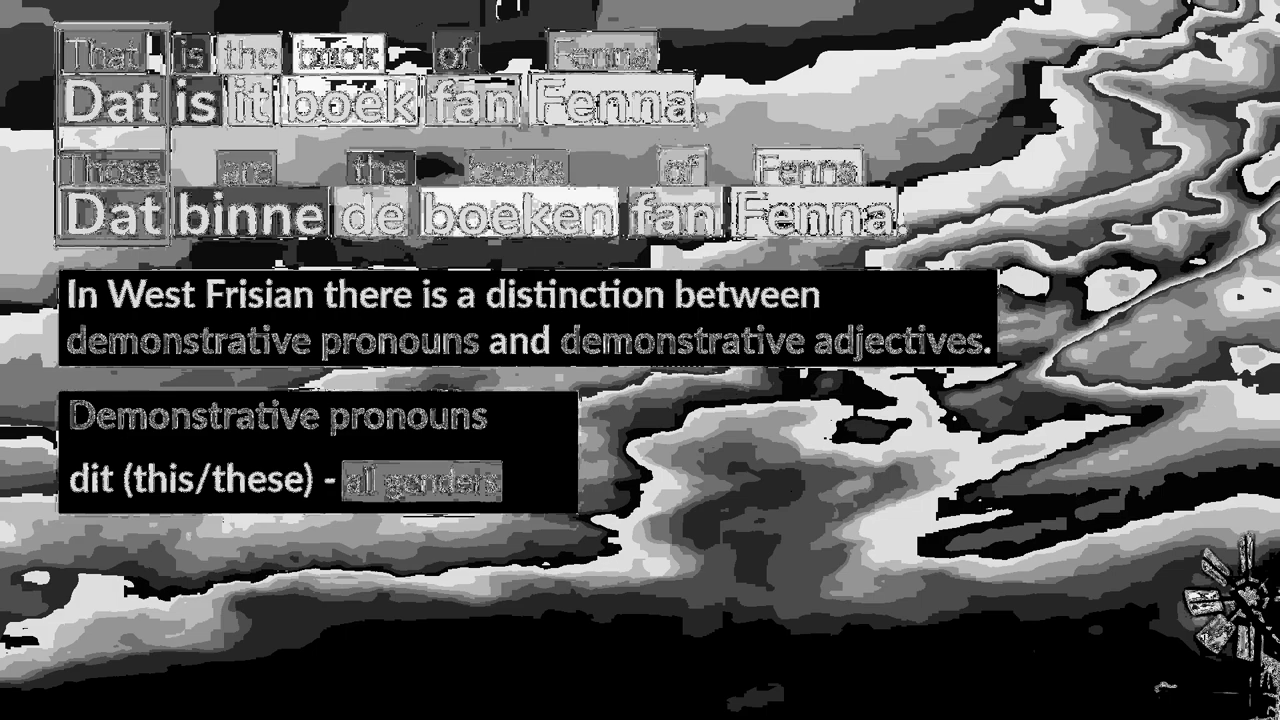 That is the book of Fenna
Dat is it boek fan Fenna.
Those are the books of Fenna
Dat binne de boeken fan Fenna.
In West Frisian there is a distinction between
demonstrative pronouns and demonstrative adjectives.
Demonstrative pronouns
dit (this/these) - all genders